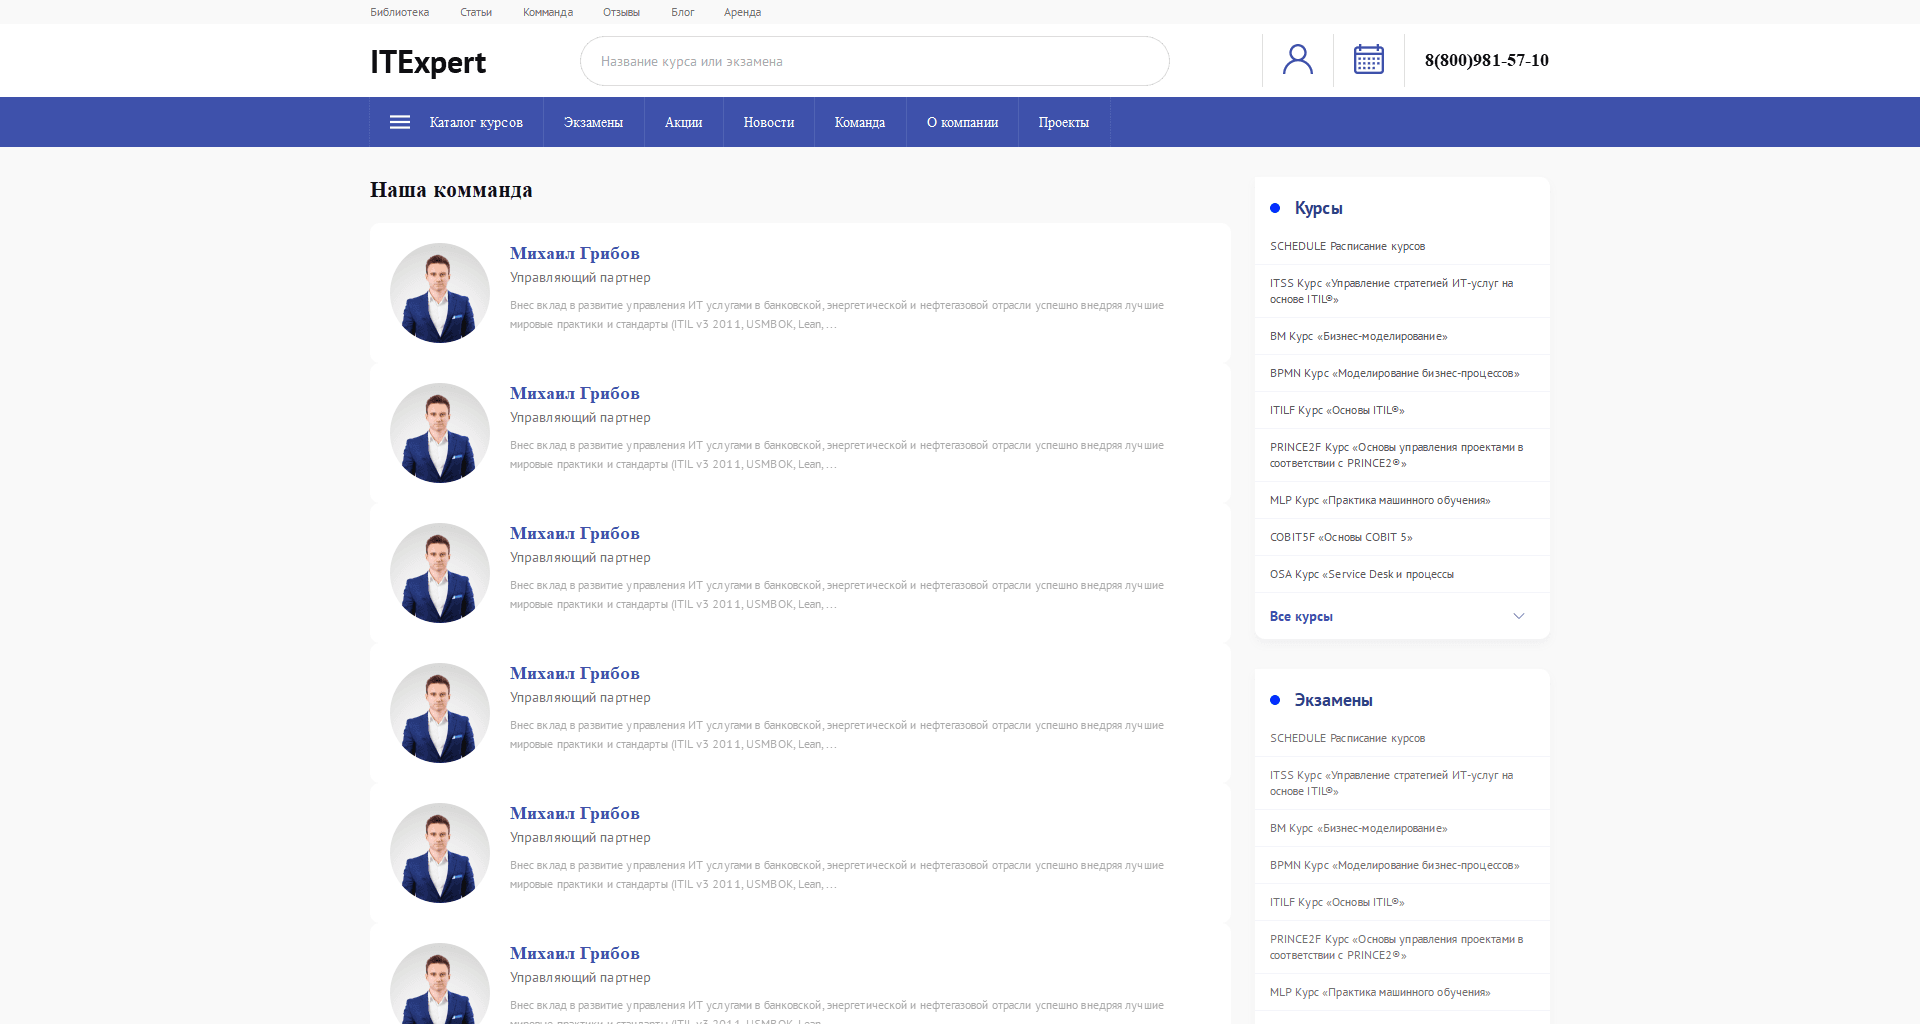 Библиотека Статьи Комманда Отзывы Блог Аренда
ITExpert
Название курса или экзамена
8(800)981-57-10
Каталог курсов Экзамены Акции Новости Команда О компании Проекты
Наша комманда
Михаил Грибов
Управляющий партнер
Внес вклад в развитие управления ИТ услугами в банковской, энергетической и нефтегазовой отрасли успешно внедряя лучшие
мировые практики и стандарты (ITIL v3 2011, USMBOK, Lean, ...
Михаил Грибов
Управляющий партнер
Внес вклад в развитие управления ИТ услугами в банковской, энергетической и нефтегазовой отрасли успешно внедряя лучшие
мировые практики и стандарты (ITIL v3 2011, USMBOK, Lean, ...
Михаил Грибов
Управляющий партнер
Внес вклад в развитие управления ИТ услугами в банковской, энергетической и нефтегазовой отрасли успешно внедряя лучшие
мировые практики и стандарты (ITIL v3 2011, USMBOK, Lean, ...
Михаил Грибов
Управляющий партнер
Внес вклад в развитие управления ИТ услугами в банковской, энергетической и нефтегазовой отрасли успешно внедряя лучшие
мировые практики и стандарты (ITIL v3 2011, USMBOK, Lean, ...
Михаил Грибов
Управляющий партнер
Внес вклад в развитие управления ИТ услугами в банковской, энергетической и нефтегазовой отрасли успешно внедряя лучшие
мировые практики и стандарты (ITIL v3 2011, USMBOK, Lean, ...
Михаил Грибов
Управляющий партнер
Внес вклад в развитие управления ИТ услугами в банковской, энергетической и нефтегазовой отрасли успешно внедряя лучшие
Курсы
SCHEDULE Расписание курсов
ITSS Курс «Управление стратегией ИТ-услуг на
основе ITIL®»
BM Курс «Бизнес-моделирование»
BPMN Курс «Моделирование бизнес-процессов»
ITILF Курс «Основы ITIL®»
PRINCE2F Курс «Основы управления проектами в
соответствии с PRINCE2®»
MLP Курс «Практика машинного обучения»
COBIT5F «Основы COBIT 5»
OSA Курс «Service Desk и процессы
Все курсы
Экзамены
SCHEDULE Расписание курсов
ITSS Курс «Управление стратегией ИТ-услуг на
основе ITIL®»
BM Курс «Бизнес-моделирование»
BPMN Курс «Моделирование бизнес-процессов»
ITILF Курс «Основы ITIL®»
PRINCE2F Курс «Основы управления проектами в
соответствии с PRINCE2®»
MLP Курс «Практика машинного обучения»